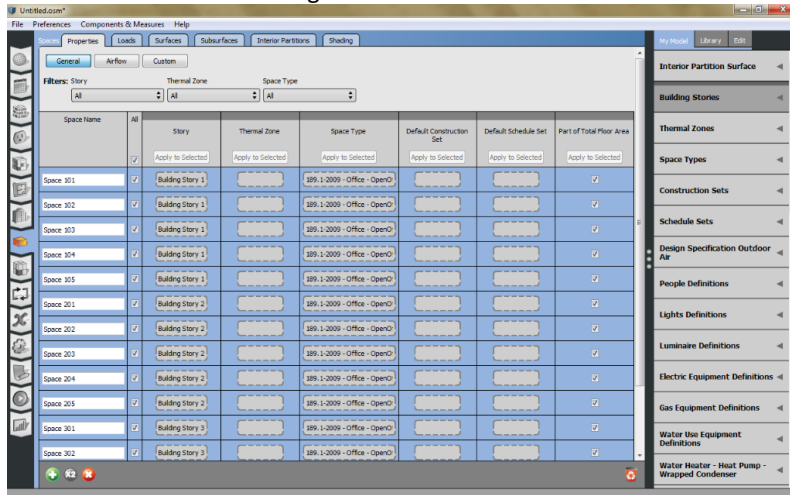 Untitled.osm*
File Preferences Components & Measures Help
Spaces Properties Loads Surfaces Subsurfaces Interior Partitions Shading
My Model Library Edit
General Airflow Custom
Filters: Story Thermal Zone Space Type
All All All
Space Name All Story Thermal Zone Space Type Default Construction Set Default Schedule Set Part of Total Floor Area
Apply to Selected Apply to Selected Apply to Selected Apply to Selected Apply to Selected Apply to Selected
Space 101 Building Story 1 189.1-2009 - Office - OpenO
Space 102 Building Story 1 189.1-2009 - Office - OpenO
Space 103 Building Story 1 189.1-2009 - Office - OpenO
Space 104 Building Story 1 189.1-2009 - Office - OpenO
Space 105 Building Story 1 189.1-2009 - Office - OpenO
Space 201 Building Story 2 189.1-2009 - Office - OpenO
Space 202 Building Story 2 189.1-2009 - Office - OpenO
Space 203 Building Story 2 189.1-2009 - Office - OpenO
Space 204 Building Story 2 189.1-2009 - Office - OpenO
Space 205 Building Story 2 189.1-2009 - Office - OpenO
Space 301 Building Story 3 189.1-2009 - Office - OpenO
Space 302 Building Story 3 189.1-2009 - Office - OpenO
x2
Interior Partition Surface
Building Stories
Thermal Zones
Space Types
Construction Sets
Schedule Sets
Design Specification Outdoor
Air
People Definitions
Lights Definitions
Luminaire Definitions
Electric Equipment Definitions
Gas Equipment Definitions
Water Use Equipment
Definitions
Water Heater - Heat Pump -
Wrapped Condenser